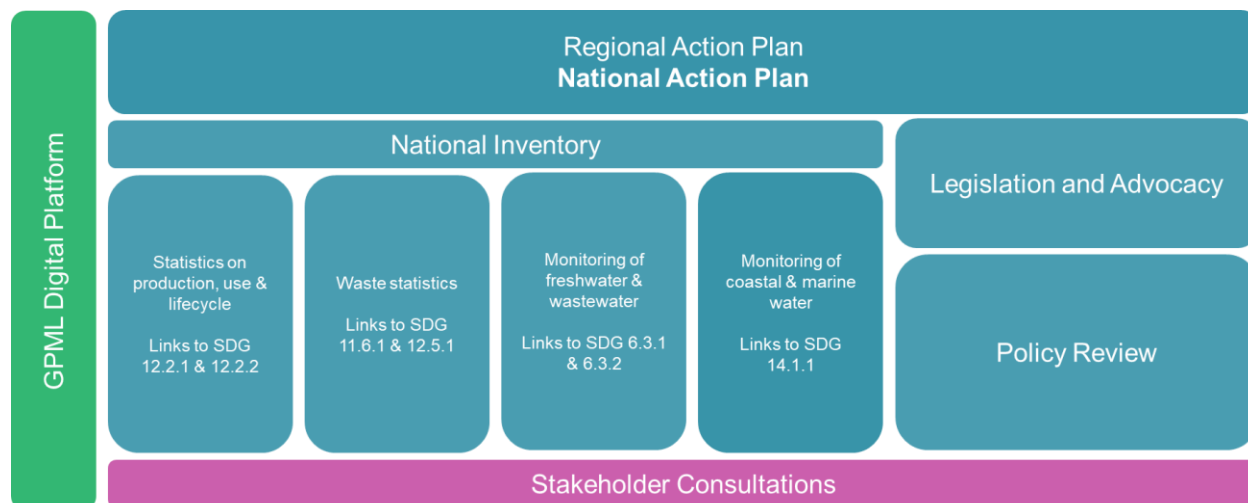 GPML Digital Platform
Regional Action Plan
National Action Plan
National Inventory
Statistics on
production, use &
lifecycle
Links to SDG
12.2.1 & 12.2.2
Waste statistics
Links to SDG
11.6.1 & 12.5.1
Monitoring of
freshwater &
wastewater
Links to SDG 6.3.1
& 6.3.2
Monitoring of
coastal & marine
water
Links to SDG
14.1.1
Legislation and Advocacy
Policy Review
Stakeholder Consultations